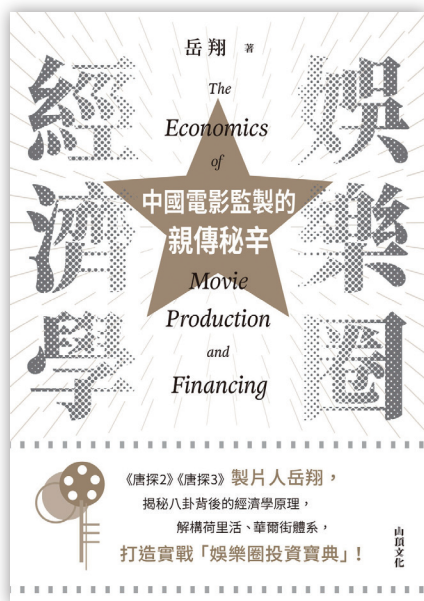 岳翔 著
娛樂圈
經濟學
The
Economics
of
中國電影監製的
親傳秘辛
Movie
Production
and
Financing
《唐探2》《唐探3》製片人岳翔，
揭秘八卦背後的經濟學原理，
解構荷里活、華爾街體系，
打造實戰「娛樂圈投資寶典」！
山頂文化